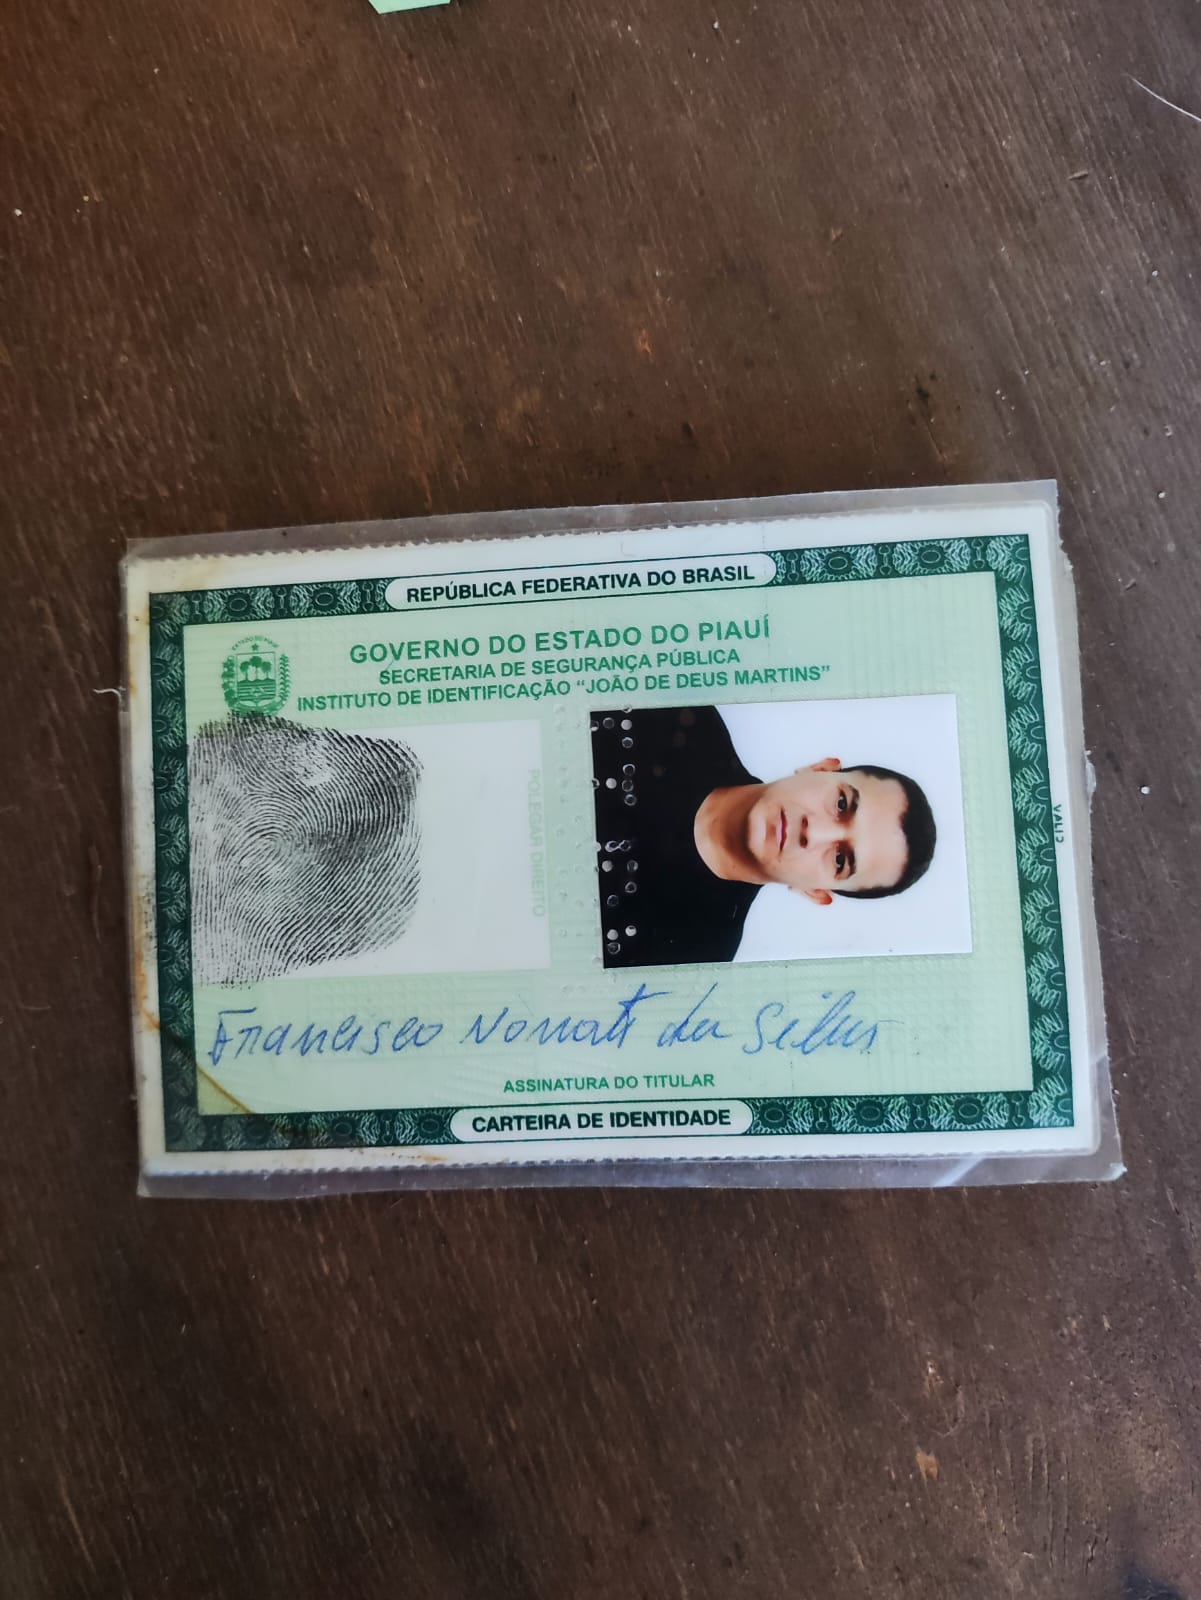 REPÚBLICA FEDERATIVA DO BRASIL
ESTADO DO PIAUÍ
GOVERNO DO ESTADO DO PIAUÍ
SECRETARIA DE SEGURANÇA PÚBLICA
INSTITUTO DE IDENTIFICAÇÃO “JOÃO DE DEUS MARTINS”
POLEGAR DIREITO
Francisco Nonato da Silva
ASSINATURA DO TITULAR
CARTEIRA DE IDENTIDADE